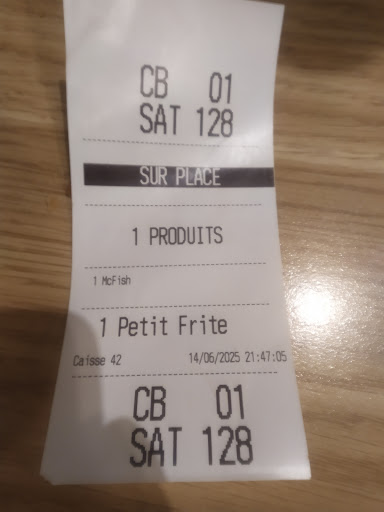 CB 01
SAT 128
SUR PLACE
1 PRODUITS
1 McFish
1 Petit Frite
Caisse 42 14/06/2025 21:47:05
CB 01
SAT 128